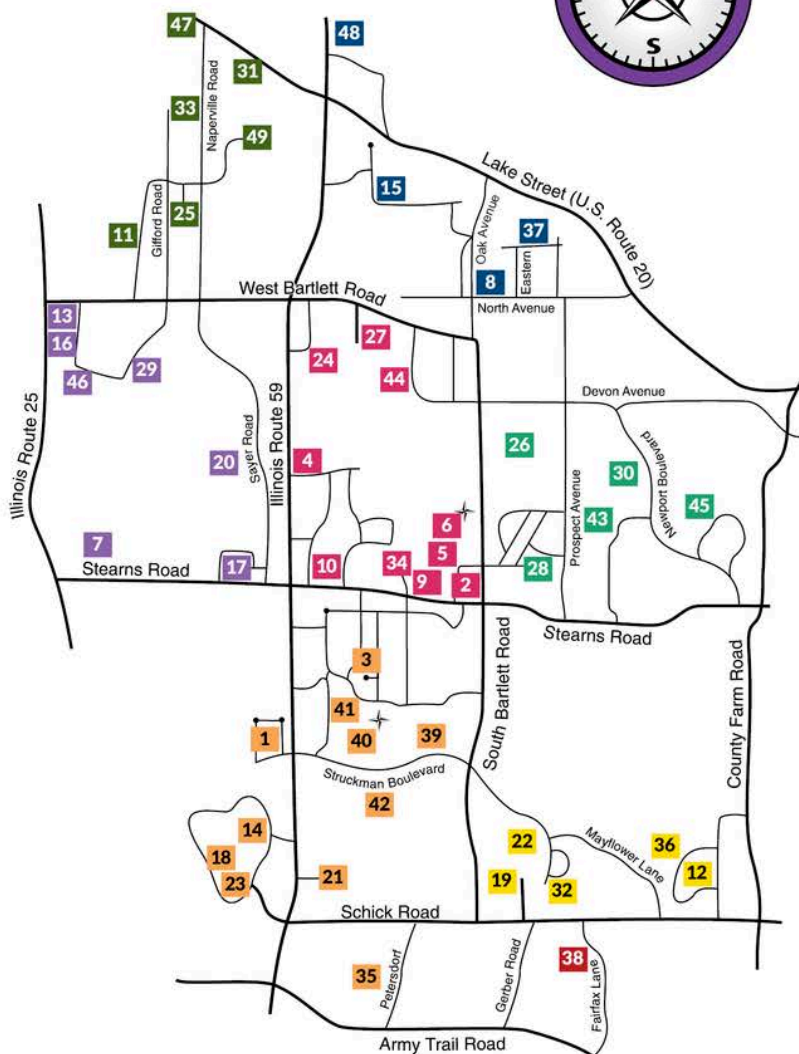 S
47
48
31
Naperville Road
33
49
Lake Street (U.S. Route 20)
15
25
Gifford Road
11
Oak Avenue
37
Eastern
8
West Bartlett Road
North Avenue
13
16
46
29
27
24
44
Devon Avenue
Illinois Route 25
Illinois Route 59
Sayer Road
20
4
26
30
Newport Boulevard
45
Prospect Avenue
43
6
5
7
Stearns Road
17
10
34
9
2
28
Stearns Road
South Bartlett Road
County Farm Road
3
41
1
40
39
Struckman Boulevard
42
14
18
23
21
22
Mayflower Lane
36
12
19
32
Schick Road
35
Petersdorf
Gerber Road
38
Fairfax Lane
Army Trail Road